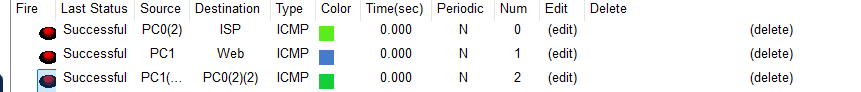 Fire Last Status Source Destination Type Color Time(sec) Periodic Num Edit Delete
Successful PC0(2) ISP ICMP 0.000 N 0 (edit) (delete)
Successful PC1 Web ICMP 0.000 N 1 (edit) (delete)
Successful PC1(... PC0(2)(2) ICMP 0.000 N 2 (edit) (delete)